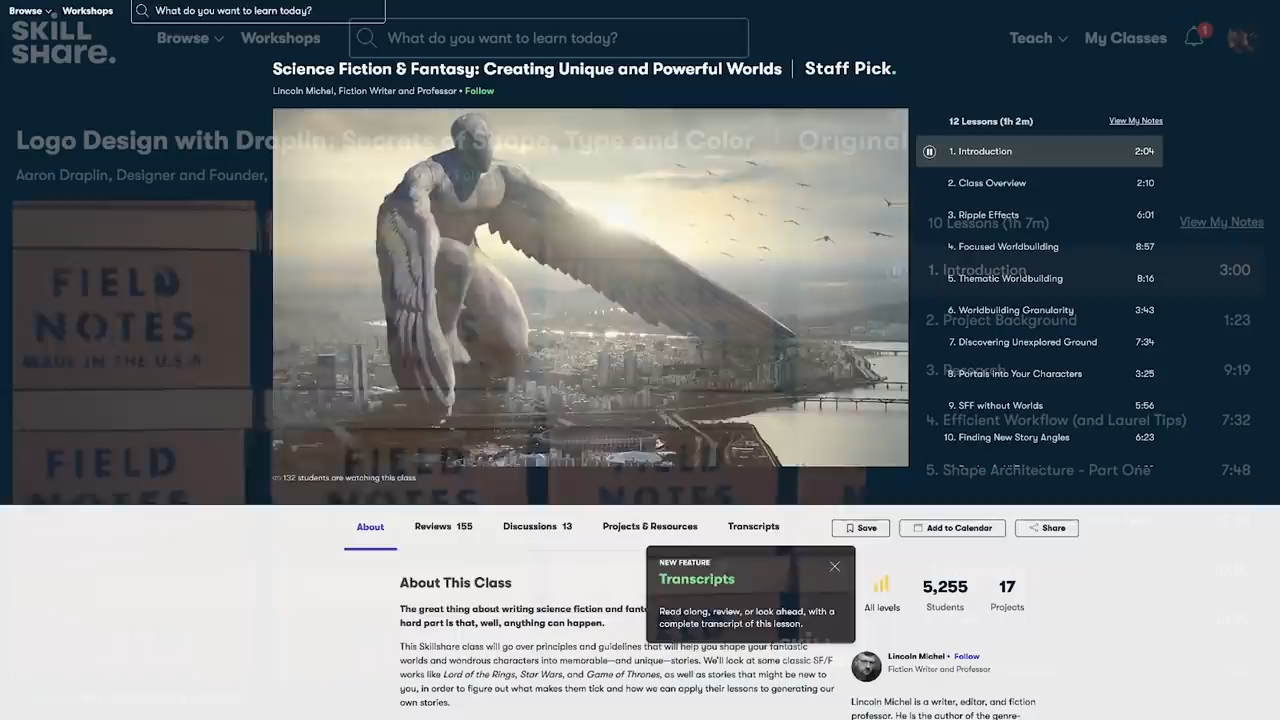 Browse Workshops What do you want to learn today?
SKILL
SHARE.
Browse Workshops What do you want to learn today? Teach My Classes 1
Science Fiction & Fantasy: Creating Unique and Powerful Worlds Staff Pick.
Lincoln Michel, Fiction Writer and Professor • Follow
Logo Design with Draplin: Secrets of Shape, Type and Color Original
Aaron Draplin, Designer and Founder,
12 Lessons (1h 2m) View My Notes
1. Introduction 2:04
2. Class Overview 2:10
3. Ripple Effects 6:01
4. Focused Worldbuilding 8:57
5. Thematic Worldbuilding 8:16
6. Worldbuilding Granularity 3:43
7. Discovering Unexplored Ground 7:34
8. Portals into Your Characters 3:25
9. SFF without Worlds 5:56
10. Finding New Story Angles 6:23
10 Lessons (1h 7m) View My Notes
1. Introduction 3:00
2. Project Background 1:23
3. Research 9:19
4. Efficient Workflow (and Laurel Tips) 7:32
5. Shape Architecture - Part One 7:48
FIELD
NOTES
MADE IN THE U.S.A
FIELD
NOTES
132 students are watching this class
About Reviews 155 Discussions 13 Projects & Resources Transcripts Save Add to Calendar Share
NEW FEATURE
Transcripts
Read along, review, or look ahead, with a
complete transcript of this lesson.
About This Class
The great thing about writing science fiction and
hard part is that, well, anything can happen.
This Skillshare class will go over principles and guidelines that will help you shape your fantastic
worlds and wondrous characters into memorable—and unique—stories. We'll look at some classic SF/F
works like Lord of the Rings, Star Wars, and Game of Thrones, as well as stories that might be new to
you, in order to figure out what makes them tick and how we can apply their lessons to generating our
own stories.
All levels
5,255
Students
17
Projects
Lincoln Michel • Follow
Fiction Writer and Professor
Lincoln Michel is a writer, editor, and fiction
professor. He is the author of the genre-